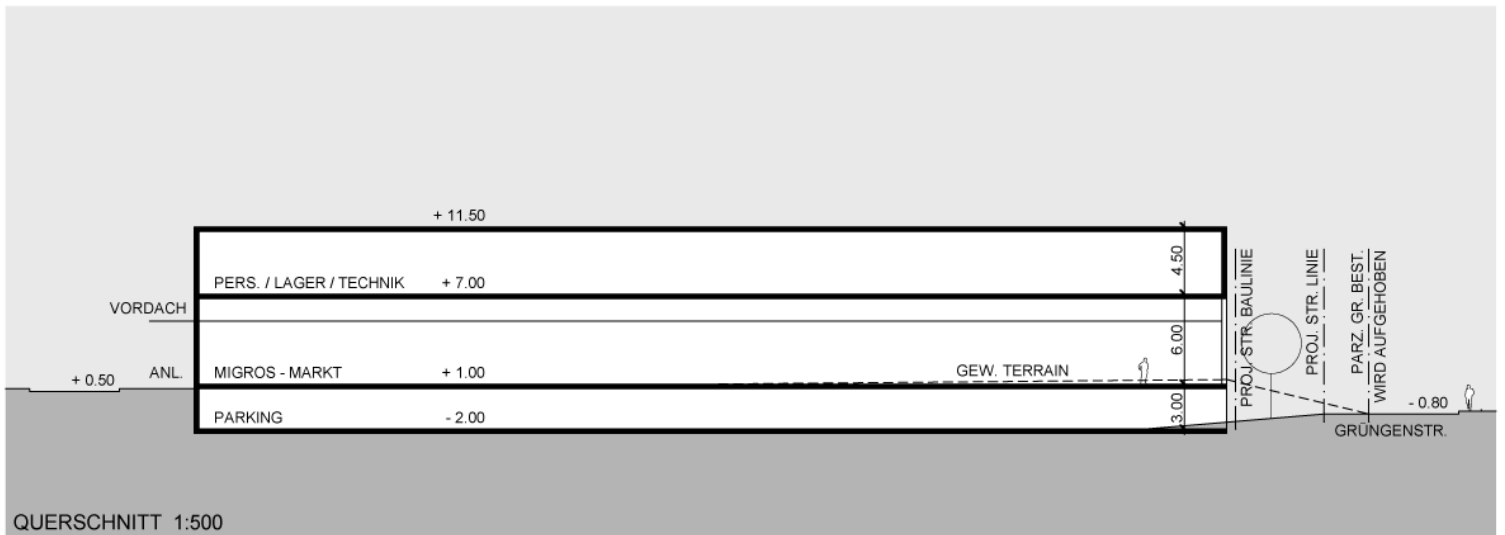 + 11.50
4.50
PERS. / LAGER / TECHNIK + 7.00
VORDACH
6.00
PROJ. STR. BAULINIE
PROJ. STR. LINIE
PARZ. GR. BEST.
WIRD AUFGEHOBEN
+ 0.50
ANL.
MIGROS - MARKT + 1.00
GEW. TERRAIN
PARKING - 2.00
3.00
- 0.80
GRÜNGENSTR.
QUERSCHNITT 1:500